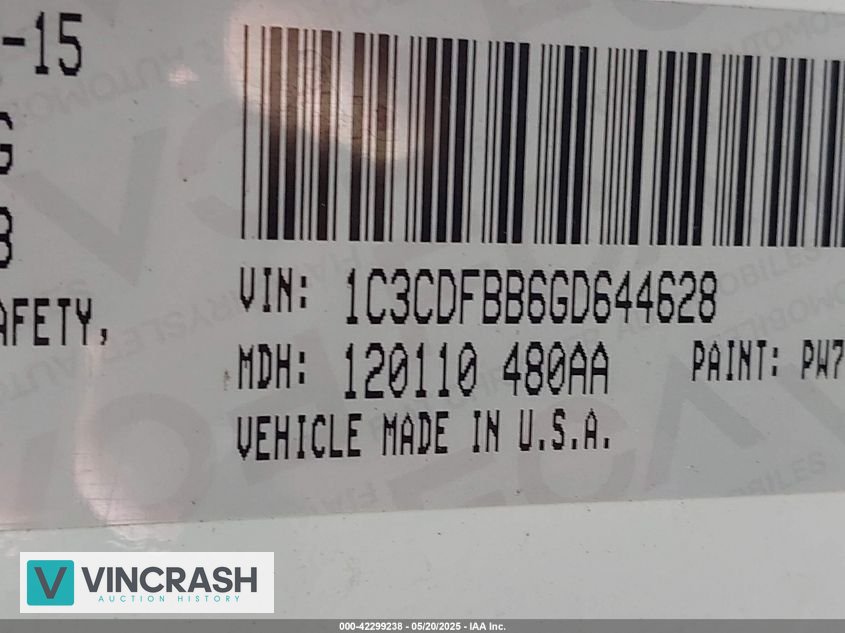 -15
G
8
AFETY,
VIN: 1C3CDFBB6GD644628
MDH: 120110 480AA PAINT: PW7
VEHICLE MADE IN U.S.A.
VINCRASH
AUCTION HISTORY
000-42299238 - 05/20/2025 - IAA Inc.